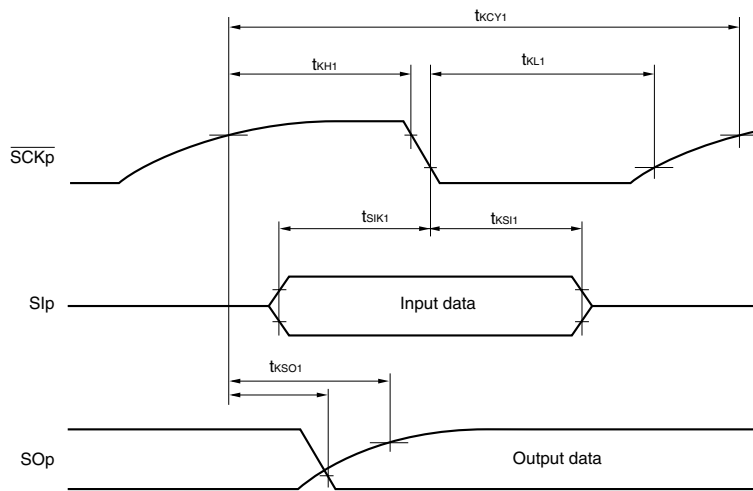 tKCY1
tKH1
tKL1
SCKp
tSIK1
tKSI1
SIp
Input data
tKSO1
SOp
Output data